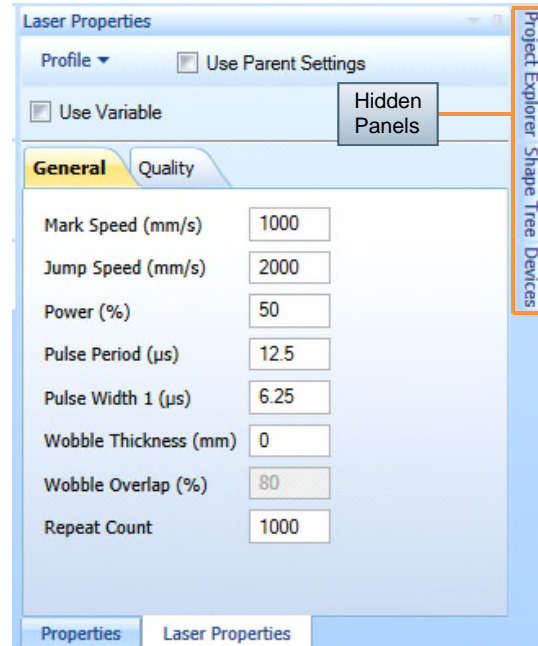 Laser Properties
Profile
Use Parent Settings
Use Variable
Hidden
Panels
Project Explorer Shape Tree Devices
General Quality
Mark Speed (mm/s) 1000
Jump Speed (mm/s) 2000
Power (%) 50
Pulse Period (µs) 12.5
Pulse Width 1 (µs) 6.25
Wobble Thickness (mm) 0
Wobble Overlap (%) 80
Repeat Count 1000
Properties Laser Properties